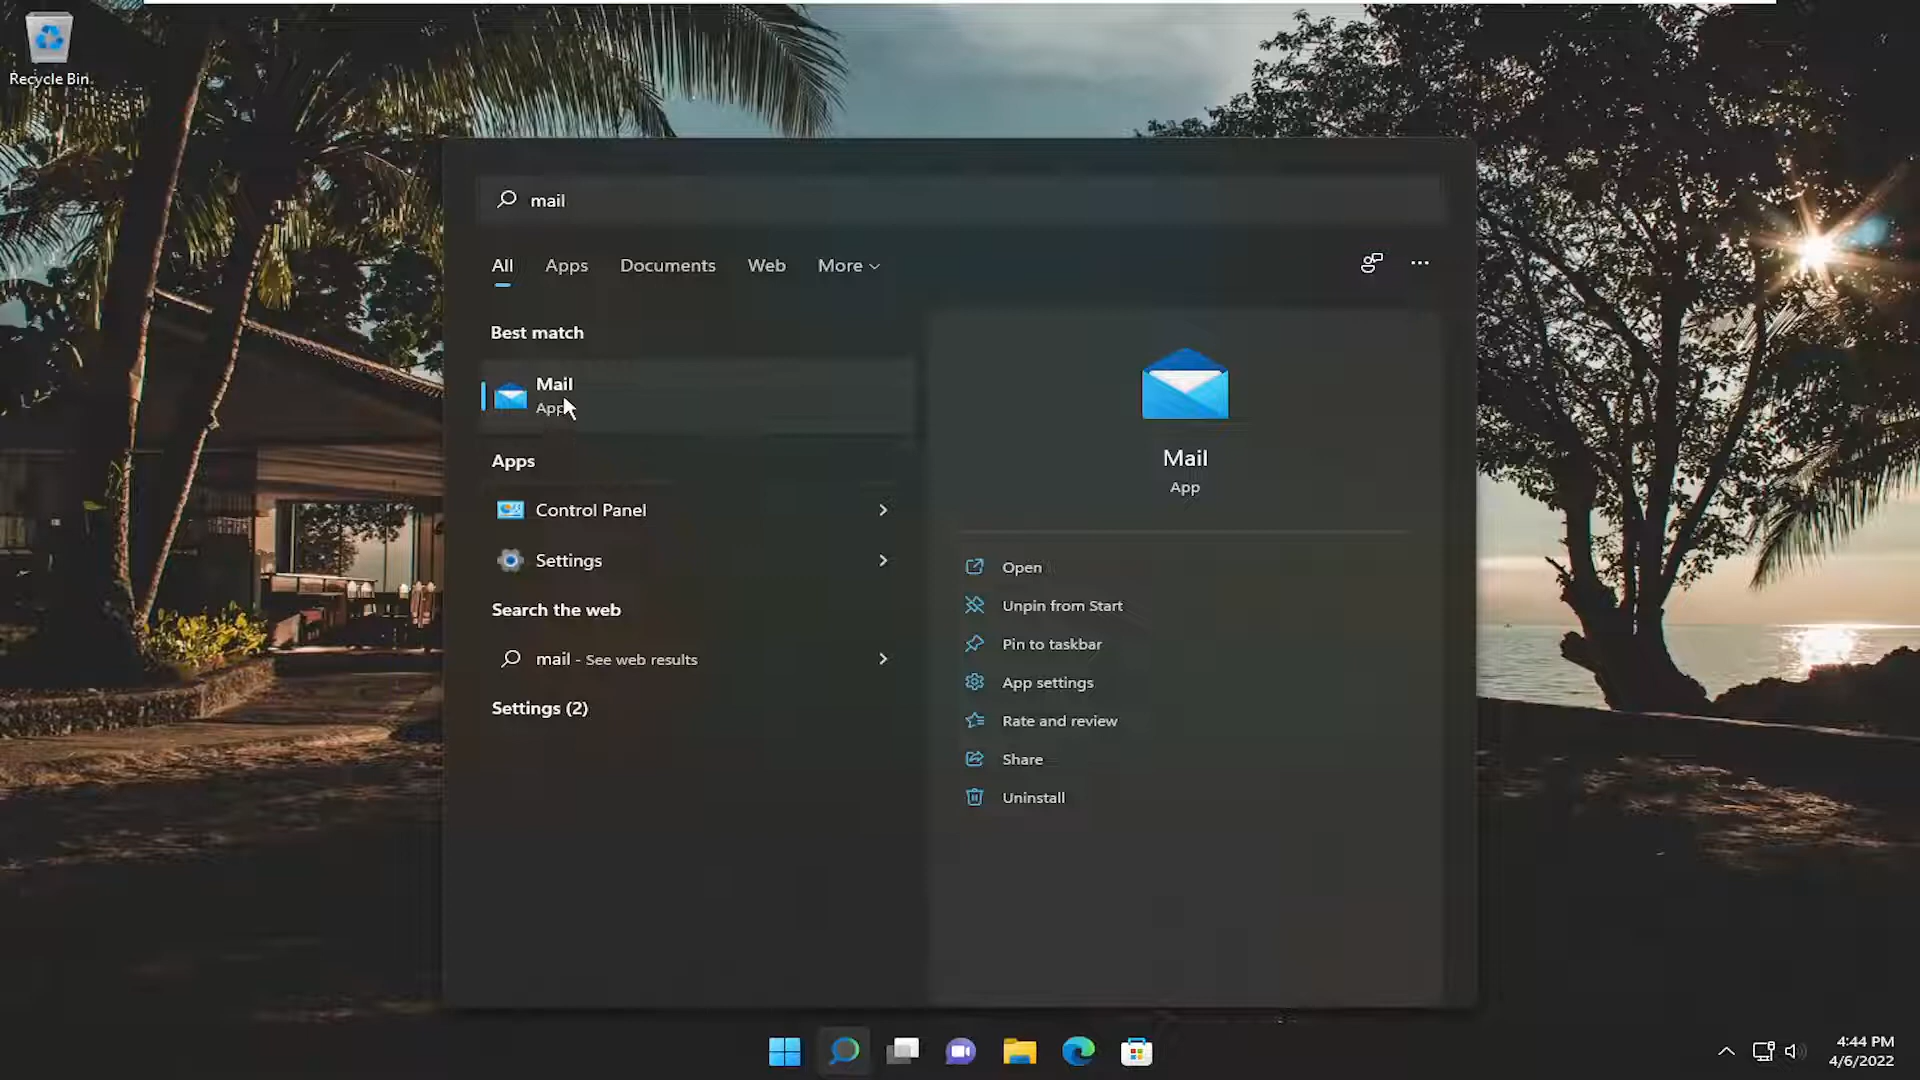 Recycle Bin
mail
All Apps Documents Web More
Best match
Mail
App
Apps
Control Panel
Settings
Search the web
mail - See web results
Settings (2)
Mail
App
Open
Unpin from Start
Pin to taskbar
App settings
Rate and review
Share
Uninstall
4:44 PM
4/6/2022